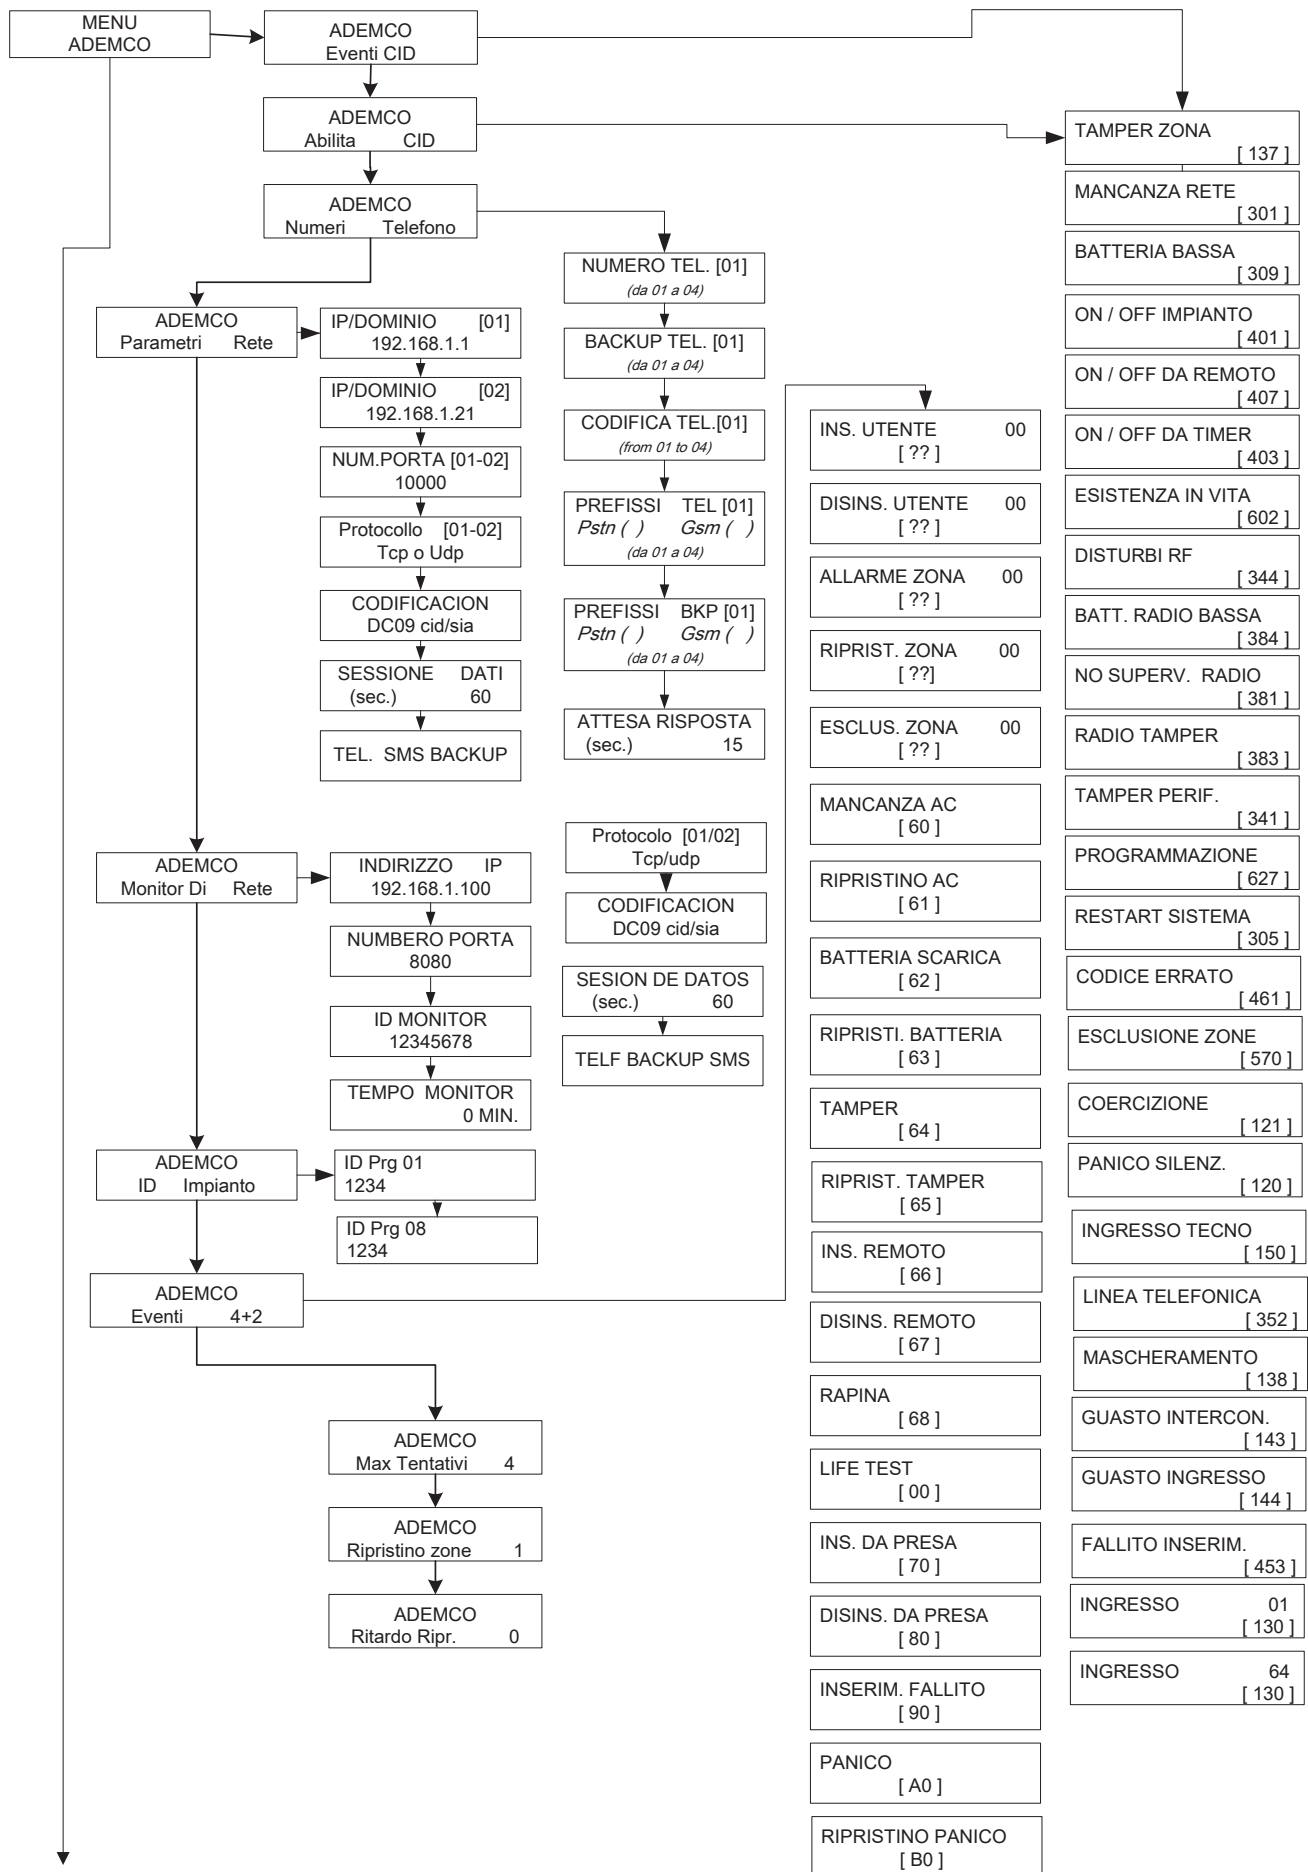 MENU
ADEMCO
ADEMCO
Eventi CID
ADEMCO
Abilita CID
ADEMCO
Numeri Telefono
ADEMCO
Parametri Rete
IP/DOMINIO [01]
192.168.1.1
IP/DOMINIO [02]
192.168.1.21
NUM.PORTA [01-02]
10000
Protocollo [01-02]
Tcp o Udp
CODIFICACION
DC09 cid/sia
SESSIONE DATI
(sec.) 60
TEL. SMS BACKUP
NUMERO TEL. [01]
(da 01 a 04)
BACKUP TEL. [01]
(da 01 a 04)
CODIFICA TEL.[01]
(from 01 to 04)
PREFISSI TEL [01]
Pstn ( ) Gsm ( )
(da 01 a 04)
PREFISSI BKP [01]
Pstn ( ) Gsm ( )
(da 01 a 04)
ATTESA RISPOSTA
(sec.) 15
ADEMCO
Monitor Di Rete
INDIRIZZO IP
192.168.1.100
NUMBERO PORTA
8080
ID MONITOR
12345678
TEMPO MONITOR
0 MIN.
Protocolo [01/02]
Tcp/udp
CODIFICACION
DC09 cid/sia
SESION DE DATOS
(sec.) 60
TELF BACKUP SMS
ADEMCO
ID Impianto
ID Prg 01
1234
ID Prg 08
1234
ADEMCO
Eventi 4+2
ADEMCO
Max Tentativi 4
ADEMCO
Ripristino zone 1
ADEMCO
Ritardo Ripr. 0
INS. UTENTE 00
[ ?? ]
DISINS. UTENTE 00
[ ?? ]
ALLARME ZONA 00
[ ?? ]
RIPRIST. ZONA 00
[ ??]
ESCLUS. ZONA 00
[ ?? ]
MANCANZA AC
[ 60 ]
RIPRISTINO AC
[ 61 ]
BATTERIA SCARICA
[ 62 ]
RIPRISTI. BATTERIA
[ 63 ]
TAMPER
[ 64 ]
RIPRIST. TAMPER
[ 65 ]
INS. REMOTO
[ 66 ]
DISINS. REMOTO
[ 67 ]
RAPINA
[ 68 ]
LIFE TEST
[ 00 ]
INS. DA PRESA
[ 70 ]
DISINS. DA PRESA
[ 80 ]
INSERIM. FALLITO
[ 90 ]
PANICO
[ A0 ]
RIPRISTINO PANICO
[ B0 ]
TAMPER ZONA
[ 137 ]
MANCANZA RETE
[ 301 ]
BATTERIA BASSA
[ 309 ]
ON / OFF IMPIANTO
[ 401 ]
ON / OFF DA REMOTO
[ 407 ]
ON / OFF DA TIMER
[ 403 ]
ESISTENZA IN VITA
[ 602 ]
DISTURBI RF
[ 344 ]
BATT. RADIO BASSA
[ 384 ]
NO SUPERV. RADIO
[ 381 ]
RADIO TAMPER
[ 383 ]
TAMPER PERIF.
[ 341 ]
PROGRAMMAZIONE
[ 627 ]
RESTART SISTEMA
[ 305 ]
CODICE ERRATO
[ 461 ]
ESCLUSIONE ZONE
[ 570 ]
COERCIZIONE
[ 121 ]
PANICO SILENZ.
[ 120 ]
INGRESSO TECNO
[ 150 ]
LINEA TELEFONICA
[ 352 ]
MASCHERAMENTO
[ 138 ]
GUASTO INTERCON.
[ 143 ]
GUASTO INGRESSO
[ 144 ]
FALLITO INSERIM.
[ 453 ]
INGRESSO 01
[ 130 ]
INGRESSO 64
[ 130 ]